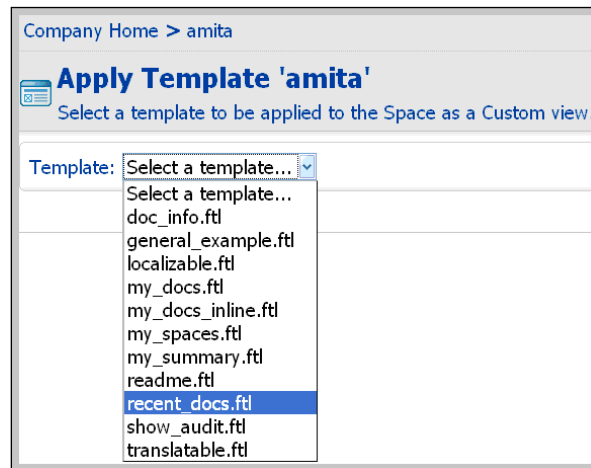 Company Home > amita
Apply Template 'amita'
Select a template to be applied to the Space as a Custom view.
Template: Select a template...
Select a template...
doc_info.ftl
general_example.ftl
localizable.ftl
my_docs.ftl
my_docs_inline.ftl
my_spaces.ftl
my_summary.ftl
readme.ftl
recent_docs.ftl
show_audit.ftl
translatable.ftl